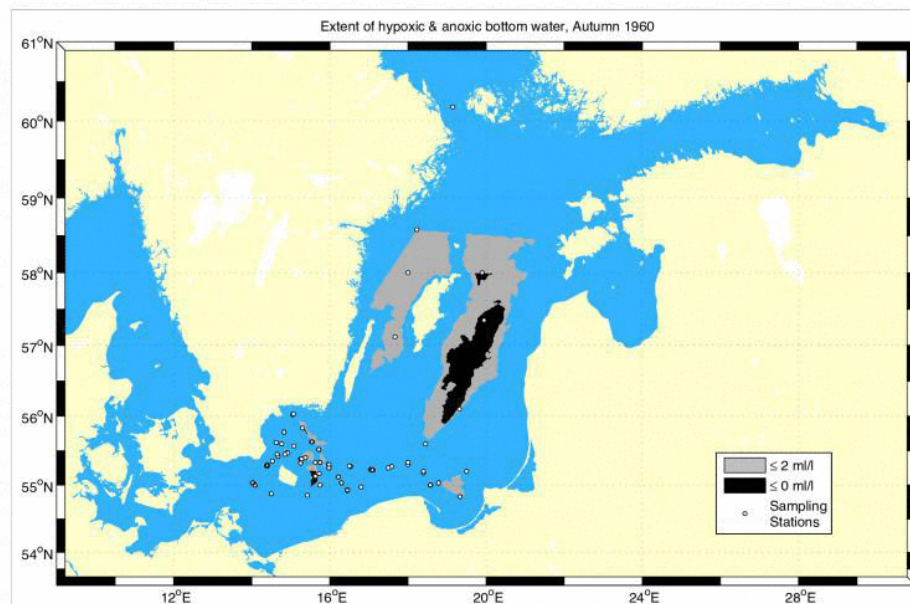 Extent of hypoxic & anoxic bottom water, Autumn 1960
61°N
60°N
59°N
58°N
57°N
56°N
55°N
54°N
≤ 2 ml/l
≤ 0 ml/l
Sampling
Stations
12°E
16°E
20°E
24°E
28°E